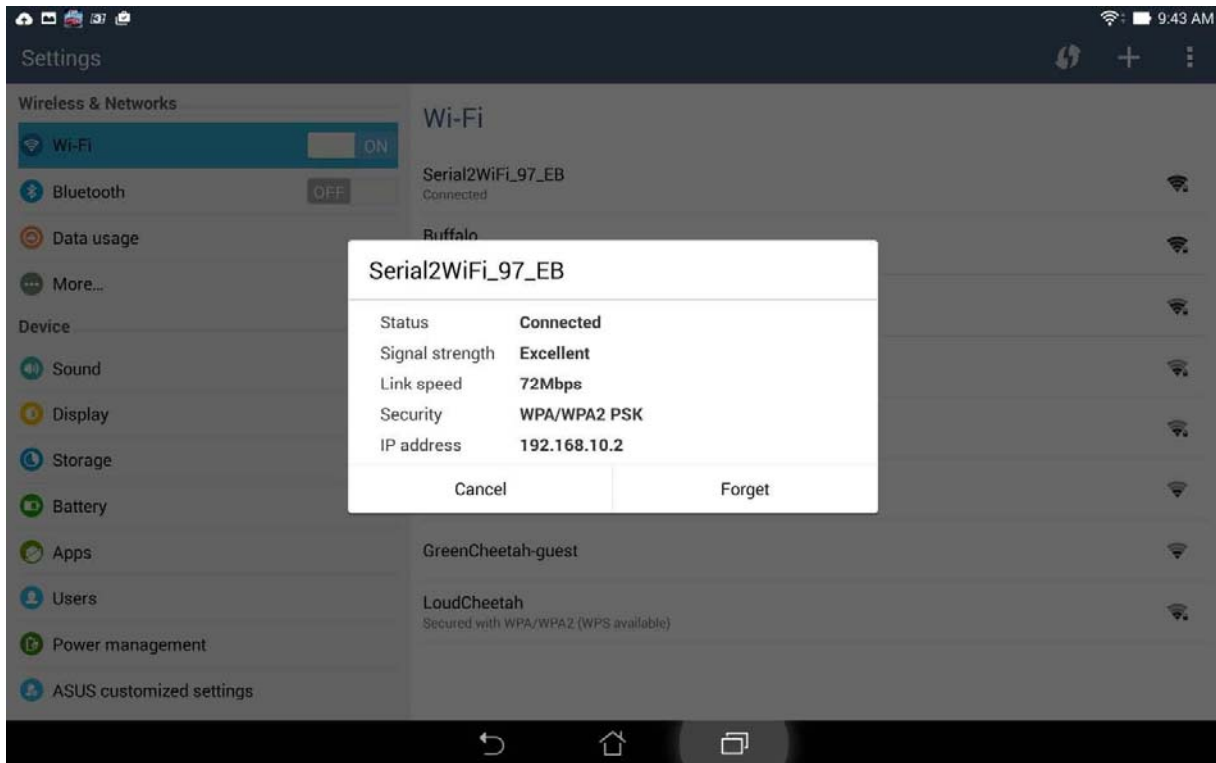 9:43 AM
Settings
Wireless & Networks
Wi-Fi
ON
Bluetooth
OFF
Data usage
More...
Device
Sound
Display
Storage
Battery
Apps
Users
Power management
ASUS customized settings
Wi-Fi
Serial2WiFi_97_EB
Connected
Buffalo
Serial2WiFi_97_EB
Status Connected
Signal strength Excellent
Link speed 72Mbps
Security WPA/WPA2 PSK
IP address 192.168.10.2
Cancel Forget
GreenCheetah-guest
LoudCheetah
Secured with WPA/WPA2 (WPS available)